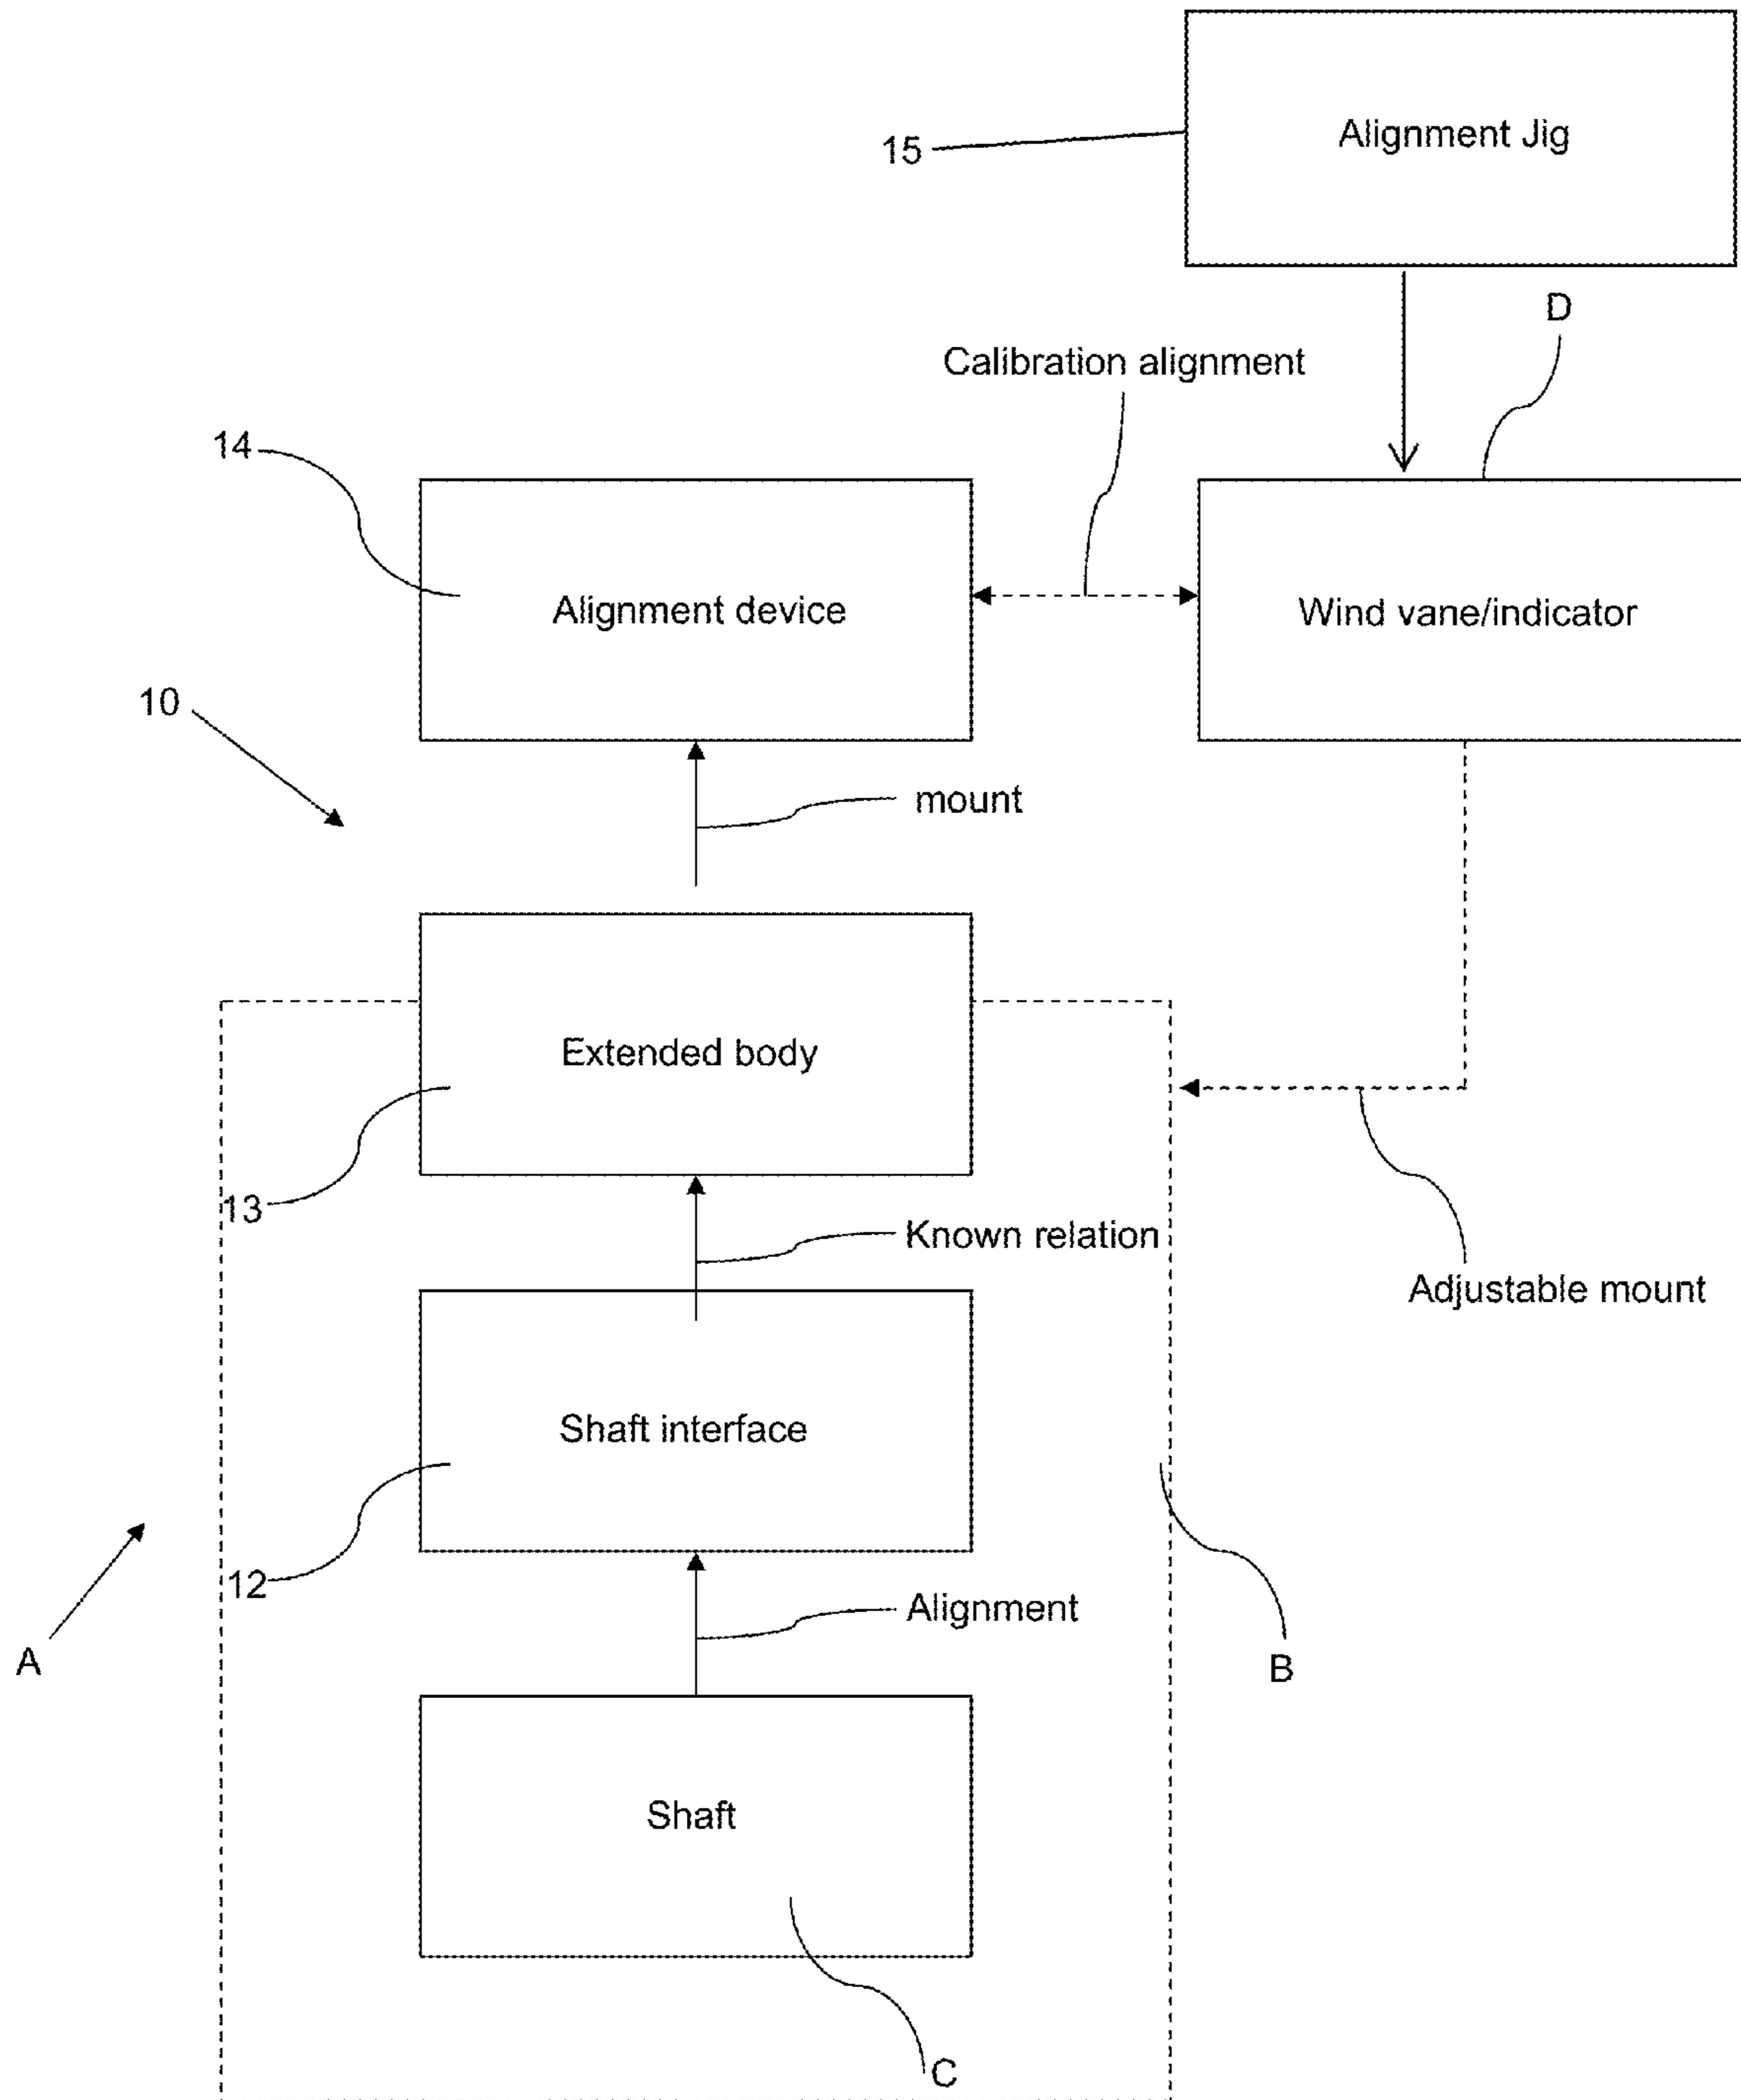 Alignment Jig
15
D
Calibration alignment
14
Alignment device
Wind vane/indicator
10
mount
Extended body
13
Known relation
Adjustable mount
Shaft interface
12
Alignment
A
B
Shaft
C